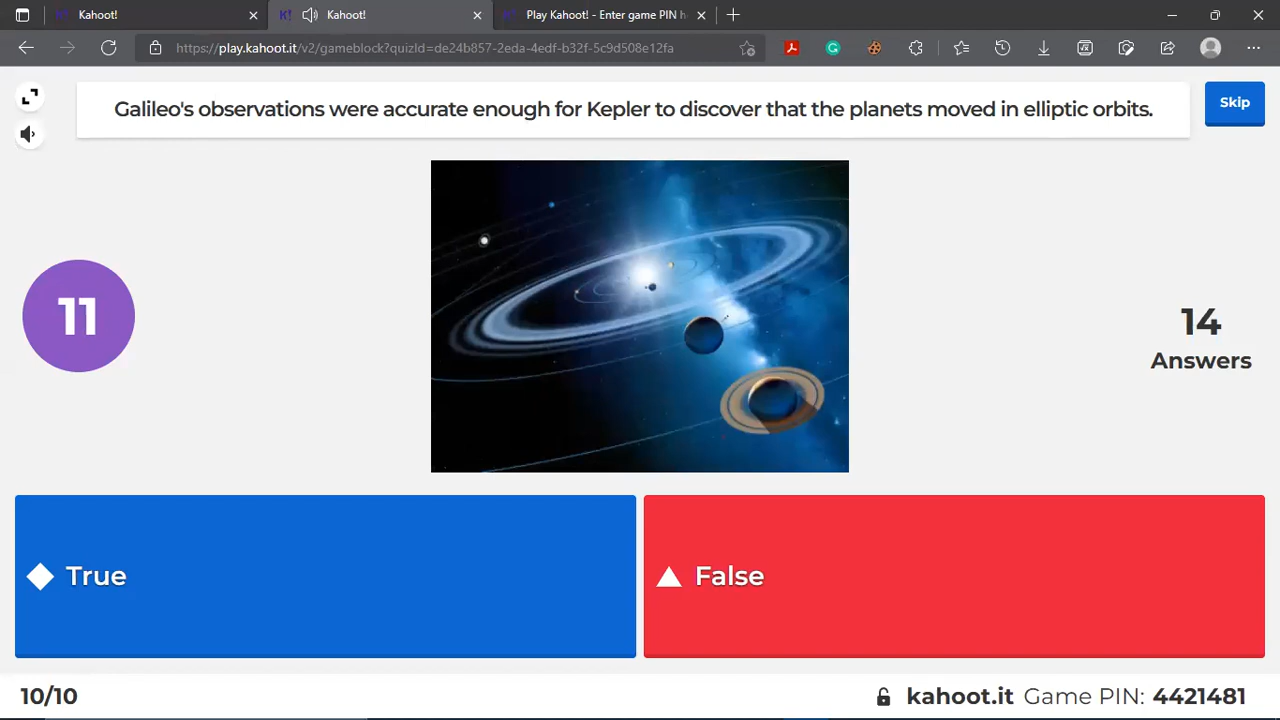 Kahoot!
Kahoot!
Play Kahoot! - Enter game PIN h
https://play.kahoot.it/v2/gameblock?quizId=de24b857-2eda-4edf-b32f-5c9d508e12fa
Galileo's observations were accurate enough for Kepler to discover that the planets moved in elliptic orbits.
Skip
11
14
Answers
True
False
10/10
kahoot.it Game PIN: 4421481